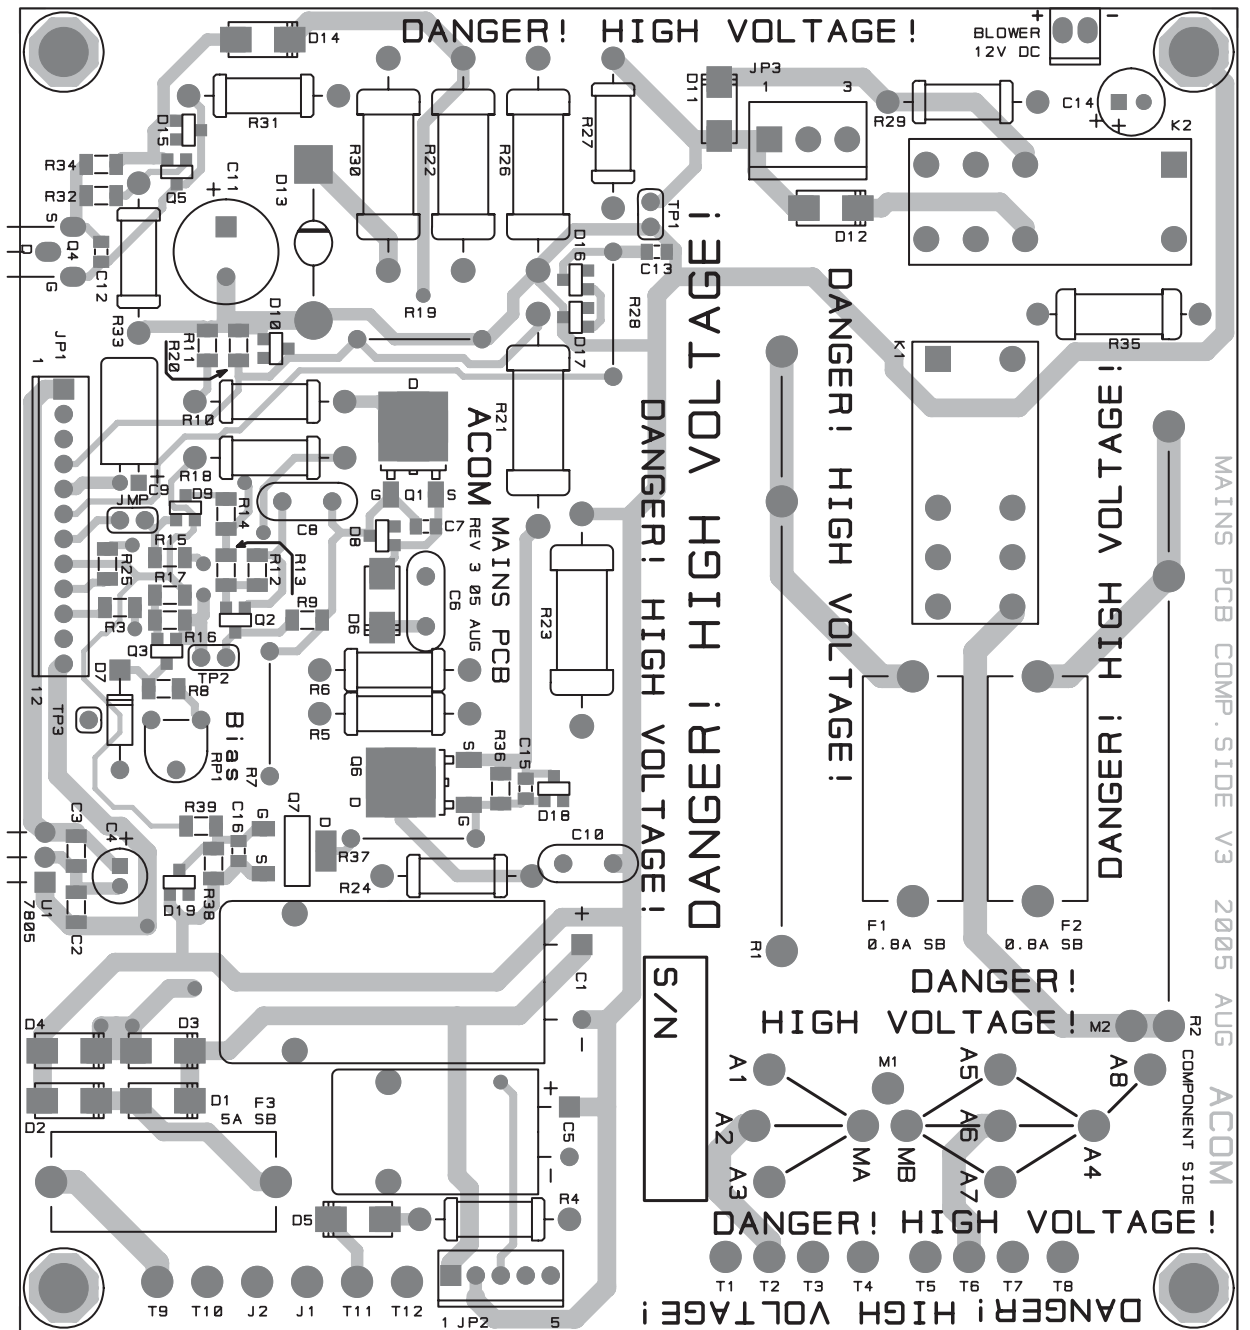 DANGER! HIGH VOLTAGE!
+ -
BLOWER
12V DC
D14
R31
D15
R34
R32
Q5
C11
+
D13
R30
R22
R26
R27
D11
JP3
1 3
R29
C14
+ +
K2
TP1
D12
S
D
G
Q4
C12
R33
R19
D16
C13
D17
R28
R35
K1
JP1
1
12
R11
R20
D10
R10
R18
D
ACOM
R21
MAINS PCB
REV 3 05 AUG
G Q1 S
C7
C9
+
JMP
D9
R14
C8
D8
R25
R15
R17
R12
R13
R3
R16
Q2
R9
D6
C6
R23
Q3
TP2
D7
R8
R6
R5
TP3
RP1
Bias
R7
Q6
D
S
G
R36
C15
D18
DANGER! HIGH VOLTAGE!
DANGER! HIGH VOLTAGE!
DANGER! HIGH VOLTAGE!
DANGER! HIGH VOLTAGE!
MAINS PCB COMP. SIDE V3 2005 AUG ACOM
C3
C4
+
R39
C16
G
S
Q7
D
R37
C10
R24
R38
D19
U1
7805
C2
F1
0.8A SB
F2
0.8A SB
R1
+
C1
-
S/N
DANGER!
HIGH VOLTAGE!
M2
R2
D4
D3
D2
D1
F3
5A SB
+
C5
-
A1
A2
A3
M1
MA
MB
A5
A6
A7
A4
A8
COMPONENT SIDE
D5
R4
DANGER! HIGH VOLTAGE!
T1 T2 T3 T4 T5 T6 T7 T8
T9 T10 J2 J1 T11 T12
1 JP2 5
DANGER! HIGH VOLTAGE!